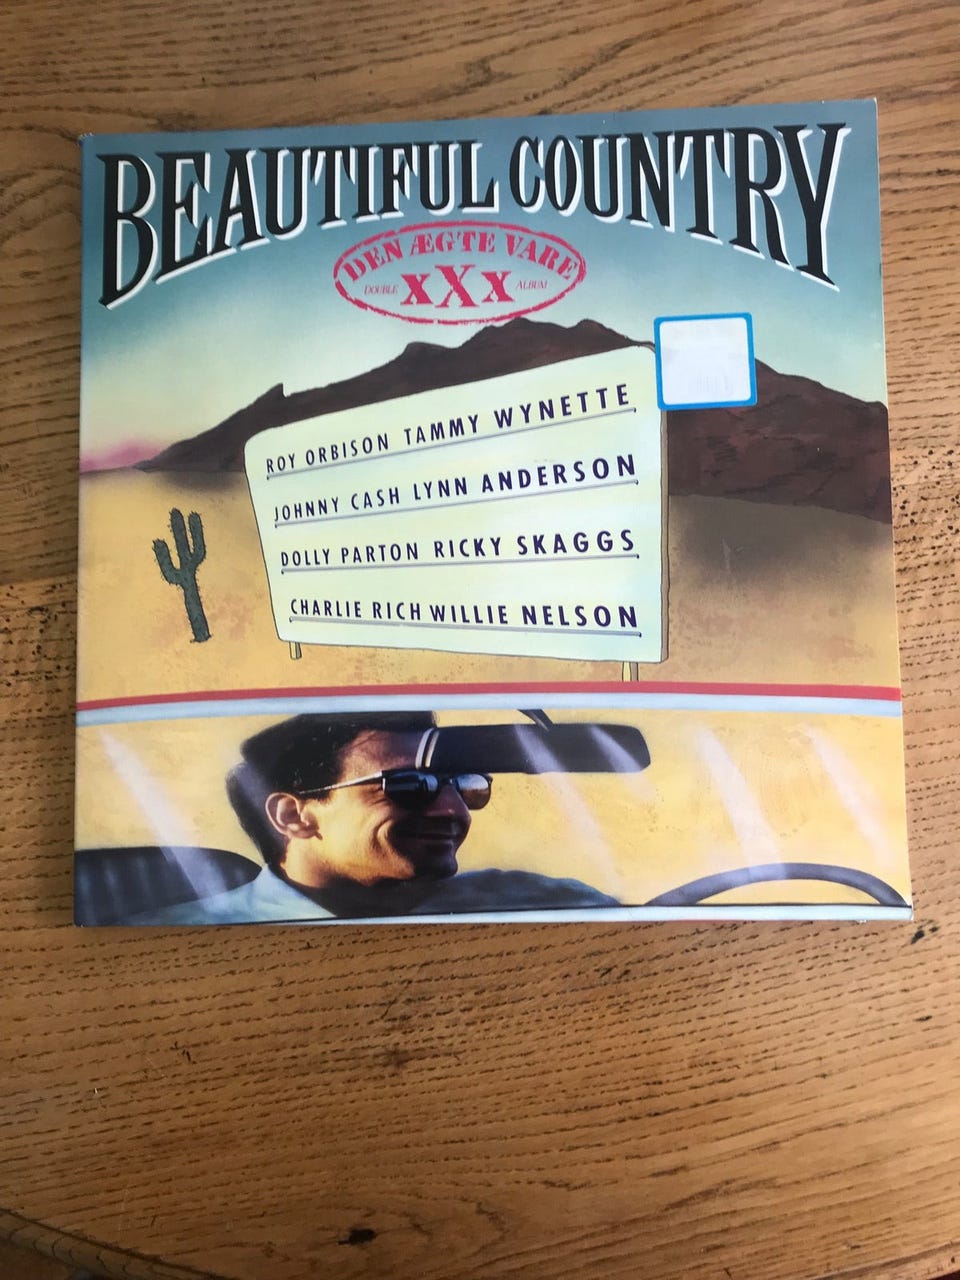 BEAUTIFUL COUNTRY
DEN ÆGTE VARE
DOUBLE xXx ALBUM
ROY ORBISON TAMMY WYNETTE
JOHNNY CASH LYNN ANDERSON
DOLLY PARTON RICKY SKAGGS
CHARLIE RICH WILLIE NELSON